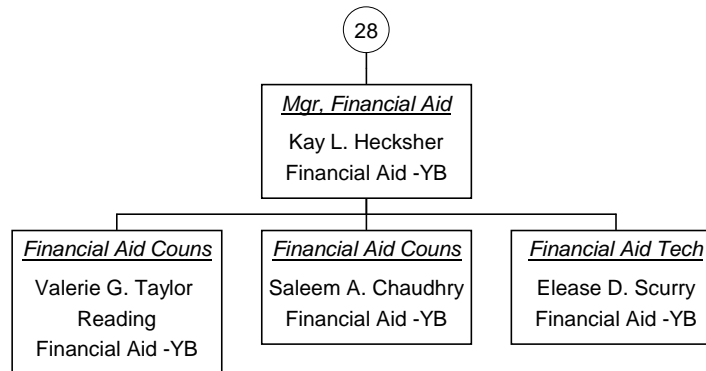 28
Mgr, Financial Aid
Kay L. Hecksher
Financial Aid -YB
Financial Aid Couns
Valerie G. Taylor
Reading
Financial Aid -YB
Financial Aid Couns
Saleem A. Chaudhry
Financial Aid -YB
Financial Aid Tech
Elease D. Scurry
Financial Aid -YB